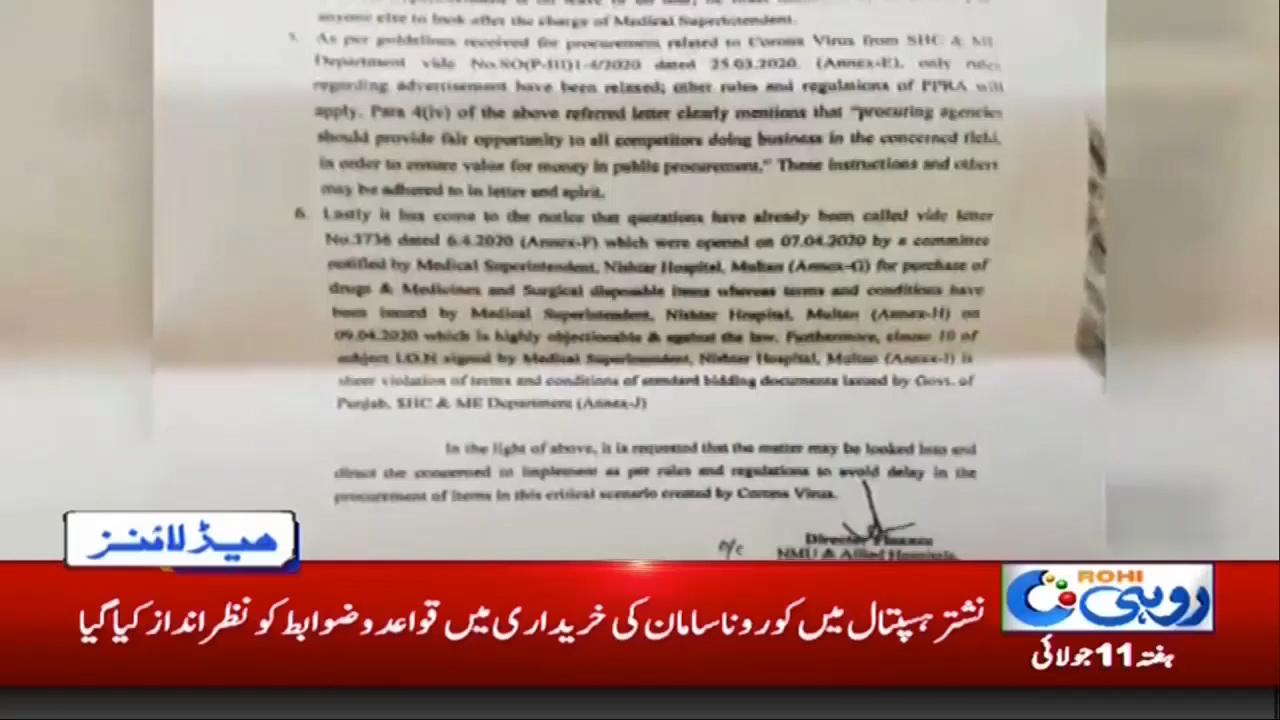 anyone else to look after the charge of Medical Superintendent.
As per guidelines received for procurement related to Corona Virus from SHC & ME
Department vide No.SO(P-III)1-4/2020 dated 25.03.2020. (Annex-E), only rules
regarding advertisement have been relaxed; other rules and regulations of PPRA will
apply. Para 4(iv) of the above referred letter clearly mentions that "procuring agencies
should provide fair opportunity to all competitors doing business in the concerned field,
in order to ensure value for money in public procurement." These instructions and others
may be adhered to in letter and spirit.
6. Lastly it has come to the notice that quotations have already been called vide letter
No.3736 dated 6.4.2020 (Annex-F) which were opened on 07.04.2020 by a committee
notified by Medical Superintendent, Nishtar Hospital, Multan (Annex-G) for purchase of
drugs & Medicines and Surgical disposable items whereas terms and conditions have
been issued by Medical Superintendent, Nishtar Hospital, Multan (Annex-H) on
09.04.2020 which is highly objectionable & against the law. Furthermore, clause 10 of
subject I.O.N signed by Medical Superintendent, Nishtar Hospital, Multan (Annex-I) is
sheer violation of terms and conditions of standard bidding documents issued by Govt. of
Punjab, SHC & ME Department (Annex-J)
In the light of above, it is requested that the matter may be looked into and
direct the concerned to implement as per rules and regulations to avoid delay in the
procurement of items in this critical scenario created by Corona Virus.
Director Finance
NMU & Allied Hospitals
o/c
ہیڈلائنز
ROHI
روہی
نشتر ہسپتال میں کورونا سامان کی خریداری میں قواعد و ضوابط کو نظر انداز کیا گیا
ہفتہ 11 جولائی